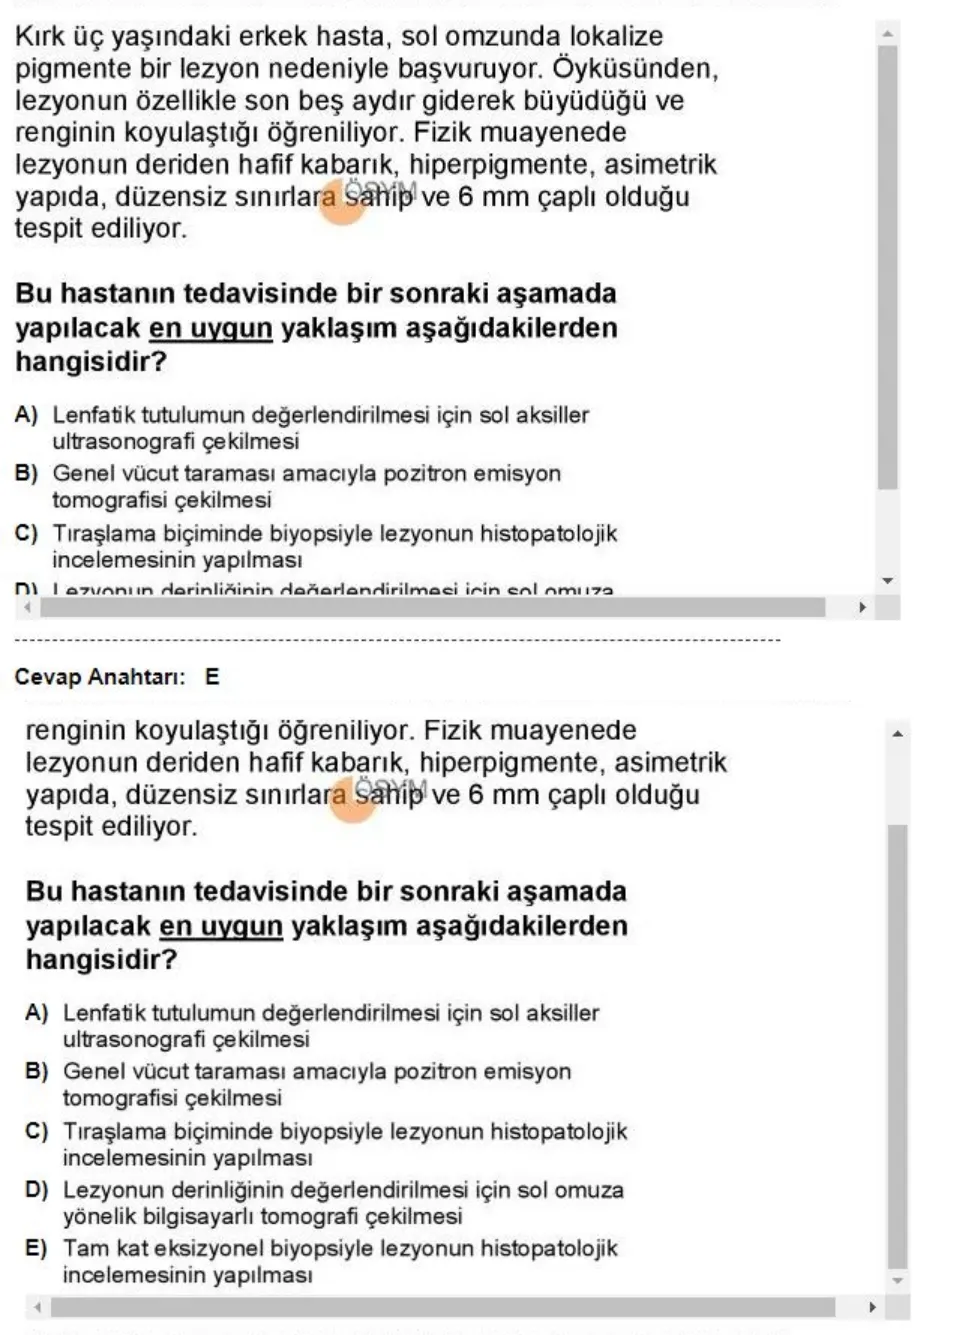 Kırk üç yaşındaki erkek hasta, sol omzunda lokalize
pigmente bir lezyon nedeniyle başvuruyor. Öyküsünden,
lezyonun özellikle son beş aydır giderek büyüdüğü ve
renginin koyulaştığı öğreniliyor. Fizik muayenede
lezyonun deriden hafif kabarık, hiperpigmente, asimetrik
yapıda, düzensiz sınırlara sahip ve 6 mm çaplı olduğu
ÖSYM
tespit ediliyor.
Bu hastanın tedavisinde bir sonraki aşamada
yapılacak en uygun yaklaşım aşağıdakilerden
hangisidir?
A) Lenfatik tutulumun değerlendirilmesi için sol aksiller
ultrasonografi çekilmesi
B) Genel vücut taraması amacıyla pozitron emisyon
tomografisi çekilmesi
C) Tıraşlama biçiminde biyopsiyle lezyonun histopatolojik
incelemesinin yapılması
D) Lezyonun derinliğinin değerlendirilmesi için sol omuza
Cevap Anahtarı: E
renginin koyulaştığı öğreniliyor. Fizik muayenede
lezyonun deriden hafif kabarık, hiperpigmente, asimetrik
yapıda, düzensiz sınırlara sahip ve 6 mm çaplı olduğu
ÖSYM
tespit ediliyor.
Bu hastanın tedavisinde bir sonraki aşamada
yapılacak en uygun yaklaşım aşağıdakilerden
hangisidir?
A) Lenfatik tutulumun değerlendirilmesi için sol aksiller
ultrasonografi çekilmesi
B) Genel vücut taraması amacıyla pozitron emisyon
tomografisi çekilmesi
C) Tıraşlama biçiminde biyopsiyle lezyonun histopatolojik
incelemesinin yapılması
D) Lezyonun derinliğinin değerlendirilmesi için sol omuza
yönelik bilgisayarlı tomografi çekilmesi
E) Tam kat eksizyonel biyopsiyle lezyonun histopatolojik
incelemesinin yapılması